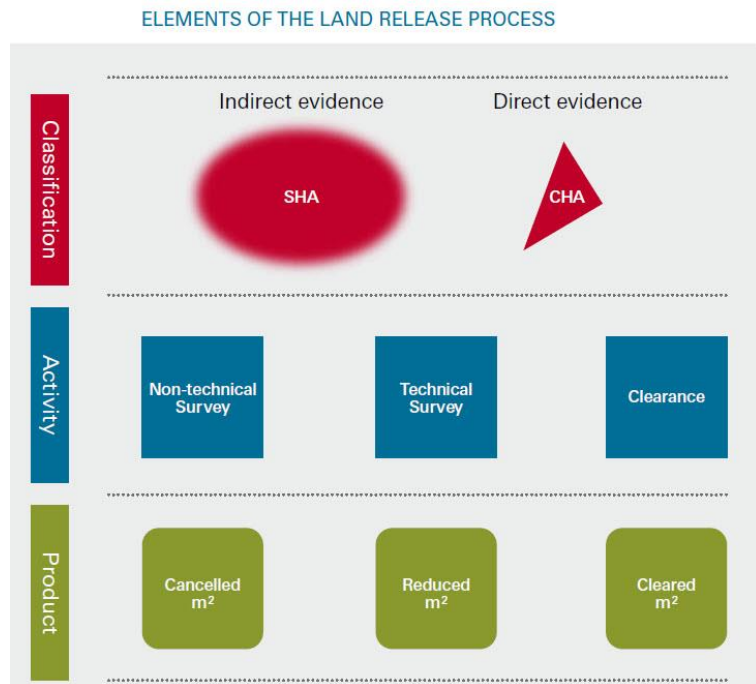 ELEMENTS OF THE LAND RELEASE PROCESS
Classification
Indirect evidence
Direct evidence
SHA
CHA
Activity
Non-technical
Survey
Technical
Survey
Clearance
Product
Cancelled
m²
Reduced
m²
Cleared
m²